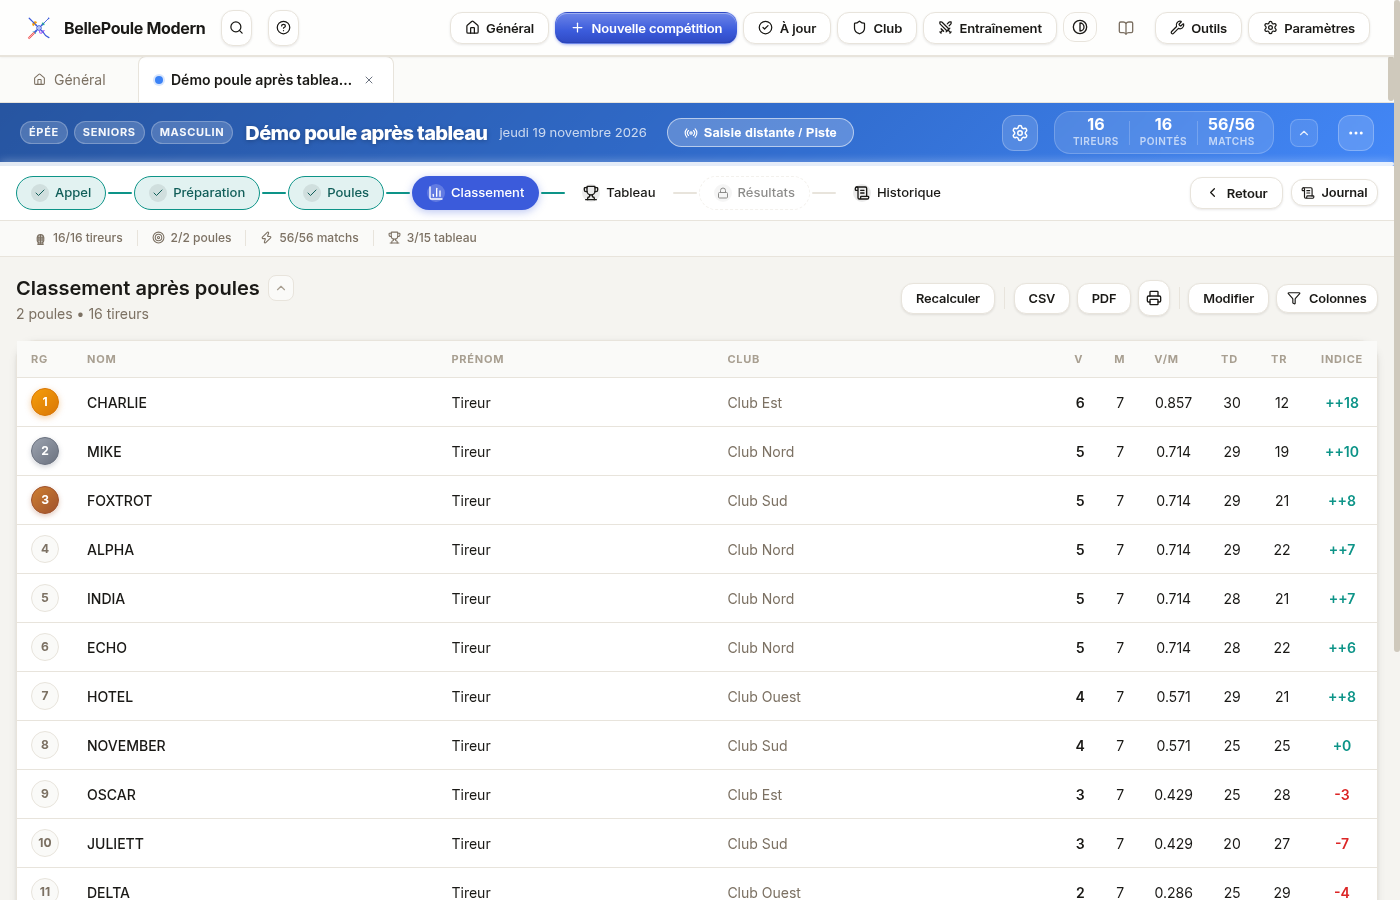 BellePoule Modern
Général
Nouvelle compétition
À jour
Club
Entraînement
Outils
Paramètres
Général
Démo poule après tablea...
ÉPÉE
SENIORS
MASCULIN
Démo poule après tableau
jeudi 19 novembre 2026
Saisie distante / Piste
16 TIREURS
16 POINTÉS
56/56 MATCHS
Appel
Préparation
Poules
Classement
Tableau
Résultats
Historique
Retour
Journal
16/16 tireurs
2/2 poules
56/56 matchs
3/15 tableau
Classement après poules
2 poules • 16 tireurs
Recalculer
CSV
PDF
Modifier
Colonnes
RG NOM PRÉNOM CLUB V M V/M TD TR INDICE
1 CHARLIE Tireur Club Est 6 7 0.857 30 12 ++18
2 MIKE Tireur Club Nord 5 7 0.714 29 19 ++10
3 FOXTROT Tireur Club Sud 5 7 0.714 29 21 ++8
4 ALPHA Tireur Club Nord 5 7 0.714 29 22 ++7
5 INDIA Tireur Club Nord 5 7 0.714 28 21 ++7
6 ECHO Tireur Club Nord 5 7 0.714 28 22 ++6
7 HOTEL Tireur Club Ouest 4 7 0.571 29 21 ++8
8 NOVEMBER Tireur Club Sud 4 7 0.571 25 25 +0
9 OSCAR Tireur Club Est 3 7 0.429 25 28 -3
10 JULIETT Tireur Club Sud 3 7 0.429 20 27 -7
11 DELTA Tireur Club Ouest 2 7 0.286 25 29 -4